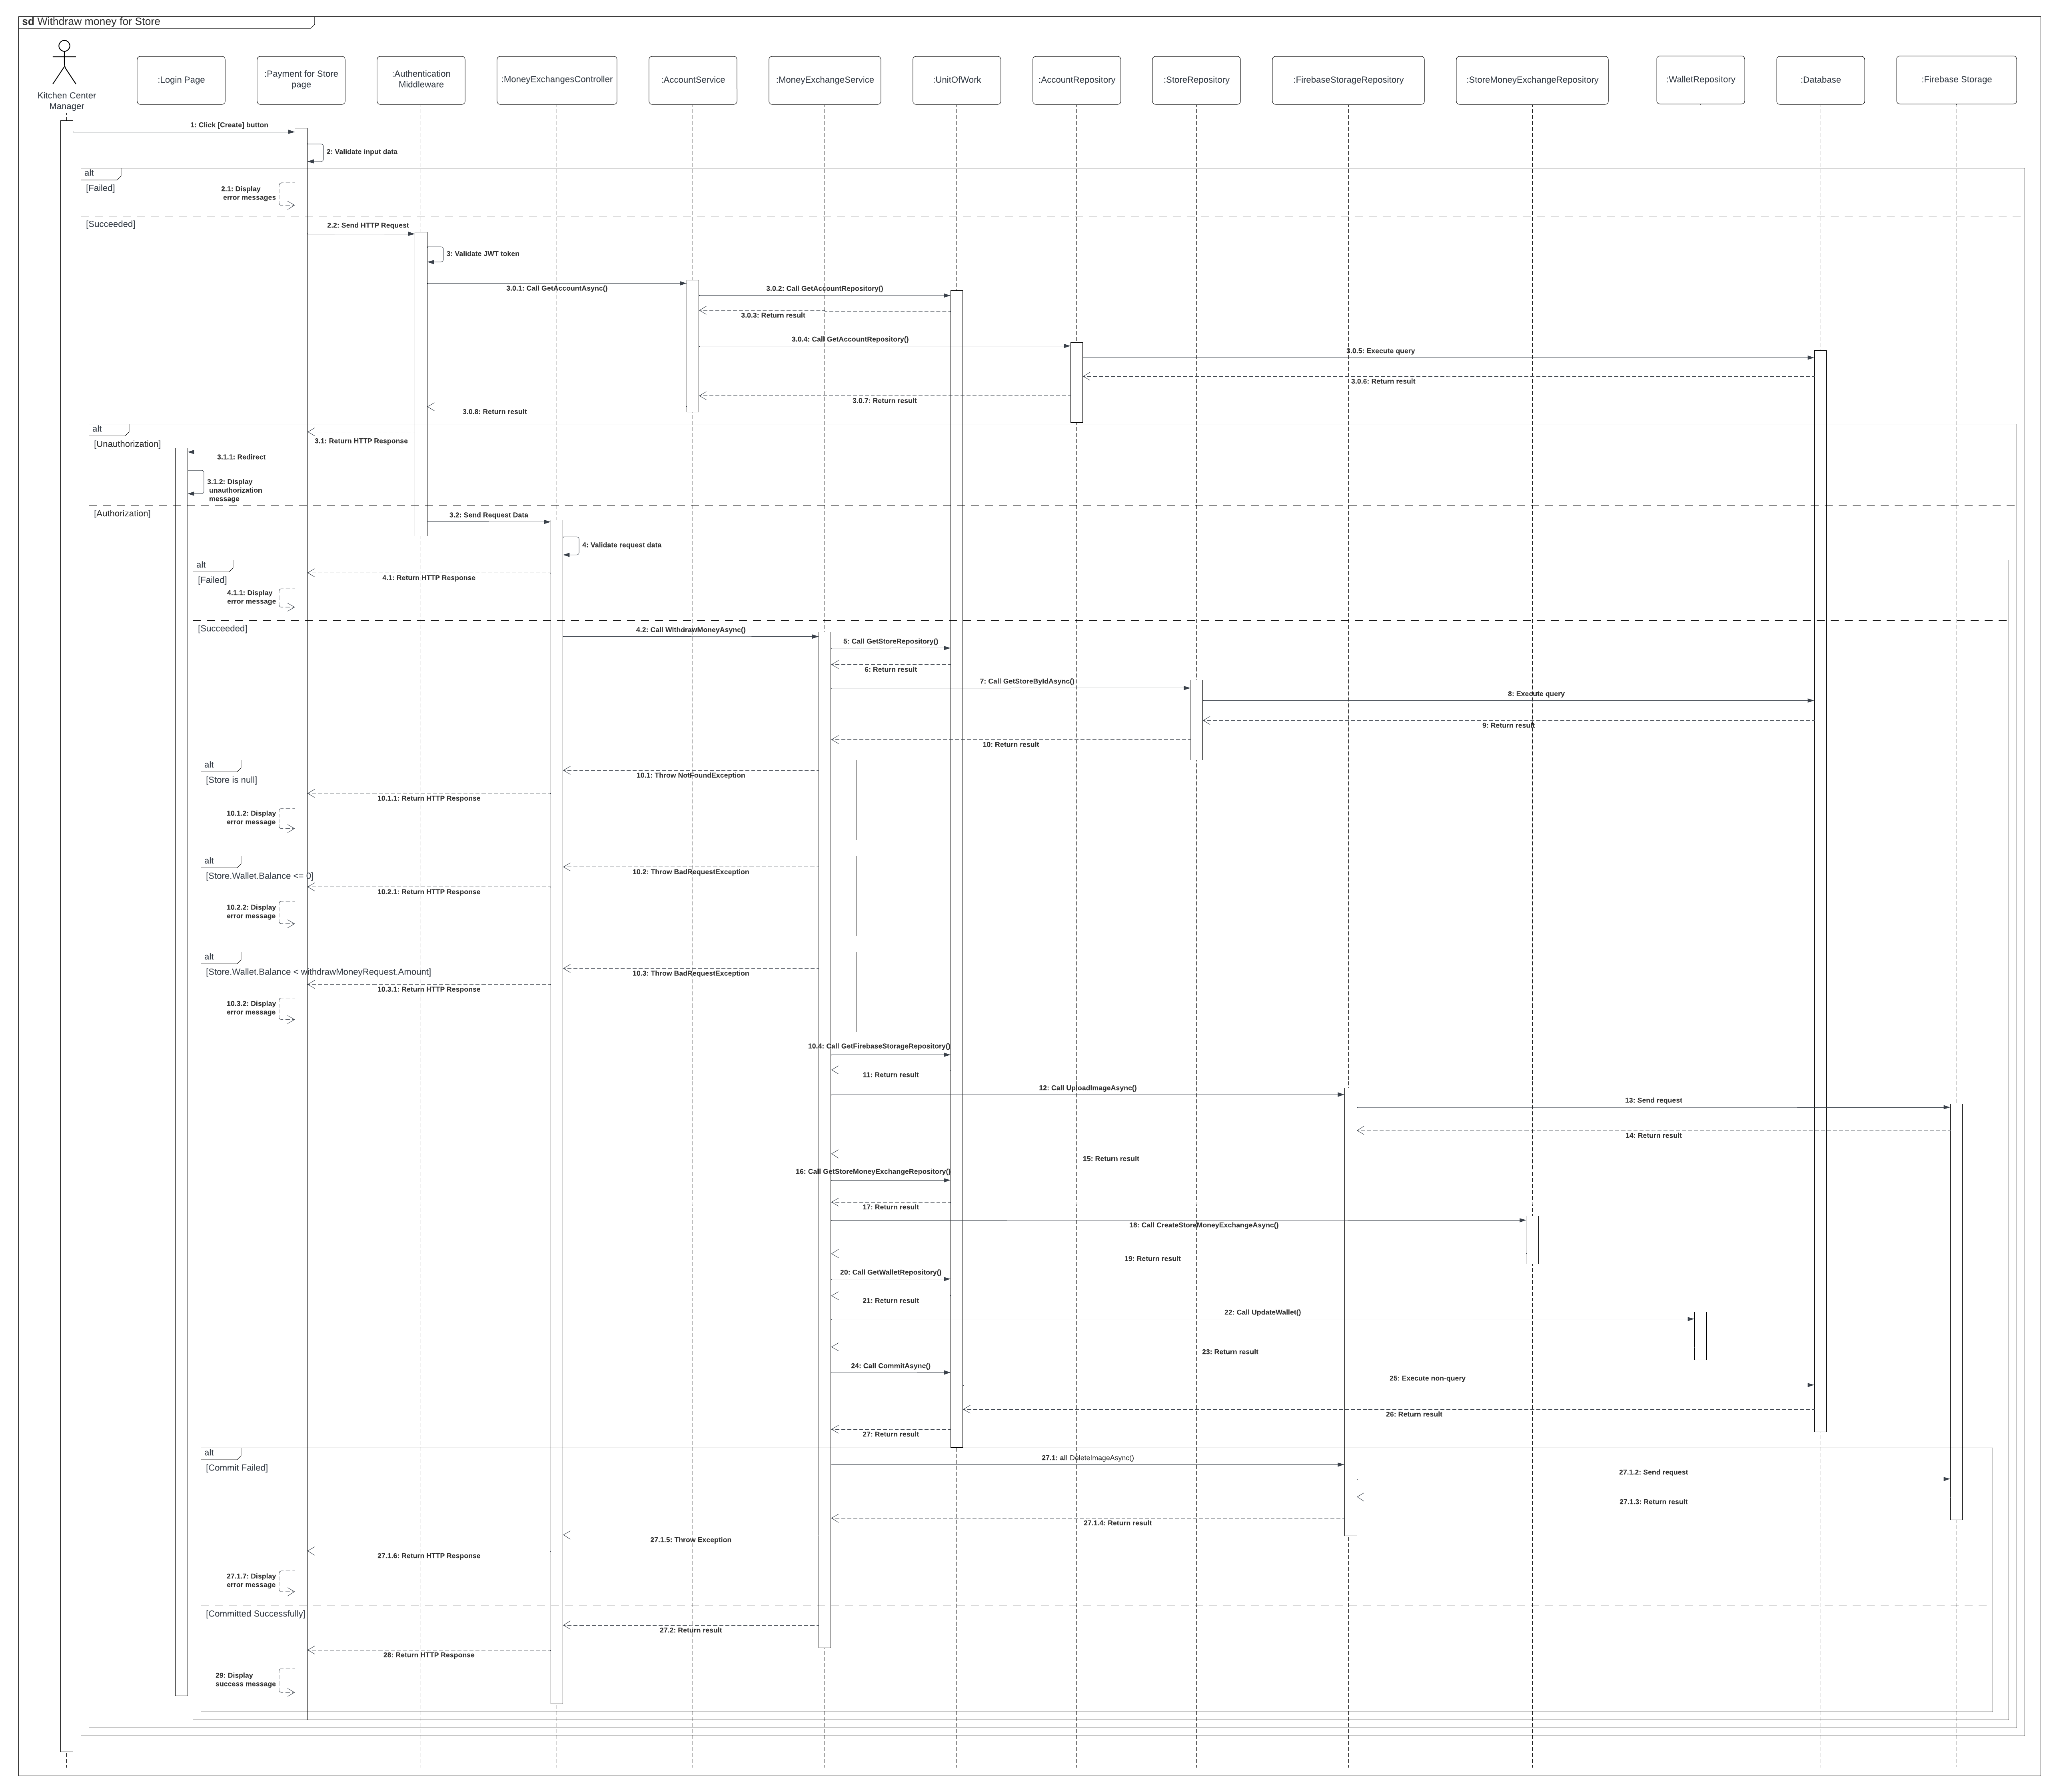 sd Withdraw money for Store
Kitchen Center
Manager
:Login Page
:Payment for Store
page
:Authentication
Middleware
:MoneyExchangesController
:AccountService
:MoneyExchangeService
:UnitOfWork
:AccountRepository
:StoreRepository
:FirebaseStorageRepository
:StoreMoneyExchangeRepository
:WalletRepository
:Database
:Firebase Storage
1: Click [Create] button
2: Validate input data
alt
[Failed]
2.1: Display
error messages
[Succeeded]
2.2: Send HTTP Request
3: Validate JWT token
3.0.1: Call GetAccountAsync()
3.0.2: Call GetAccountRepository()
3.0.3: Return result
3.0.4: Call GetAccountRepository()
3.0.5: Execute query
3.0.6: Return result
3.0.7: Return result
3.0.8: Return result
alt
3.1: Return HTTP Response
[Unauthorization]
3.1.1: Redirect
3.1.2: Display
unauthorization
message
[Authorization]
3.2: Send Request Data
4: Validate request data
alt
4.1: Return HTTP Response
[Failed]
4.1.1: Display
error message
[Succeeded]
4.2: Call WithdrawMoneyAsync()
5: Call GetStoreRepository()
6: Return result
7: Call GetStoreByIdAsync()
8: Execute query
9: Return result
10: Return result
alt
10.1: Throw NotFoundException
[Store is null]
10.1.1: Return HTTP Response
10.1.2: Display
error message
alt
10.2: Throw BadRequestException
[Store.Wallet.Balance <= 0]
10.2.1: Return HTTP Response
10.2.2: Display
error message
alt
[Store.Wallet.Balance < withdrawMoneyRequest.Amount]
10.3: Throw BadRequestException
10.3.1: Return HTTP Response
10.3.2: Display
error message
10.4: Call GetFirebaseStorageRepository()
11: Return result
12: Call UploadImageAsync()
13: Send request
14: Return result
15: Return result
16: Call GetStoreMoneyExchangeRepository()
17: Return result
18: Call CreateStoreMoneyExchangeAsync()
19: Return result
20: Call GetWalletRepository()
21: Return result
22: Call UpdateWallet()
23: Return result
24: Call CommitAsync()
25: Execute non-query
26: Return result
27: Return result
alt
27.1: all DeleteImageAsync()
[Commit Failed]
27.1.2: Send request
27.1.3: Return result
27.1.4: Return result
27.1.5: Throw Exception
27.1.6: Return HTTP Response
27.1.7: Display
error message
[Committed Successfully]
27.2: Return result
28: Return HTTP Response
29: Display
success message